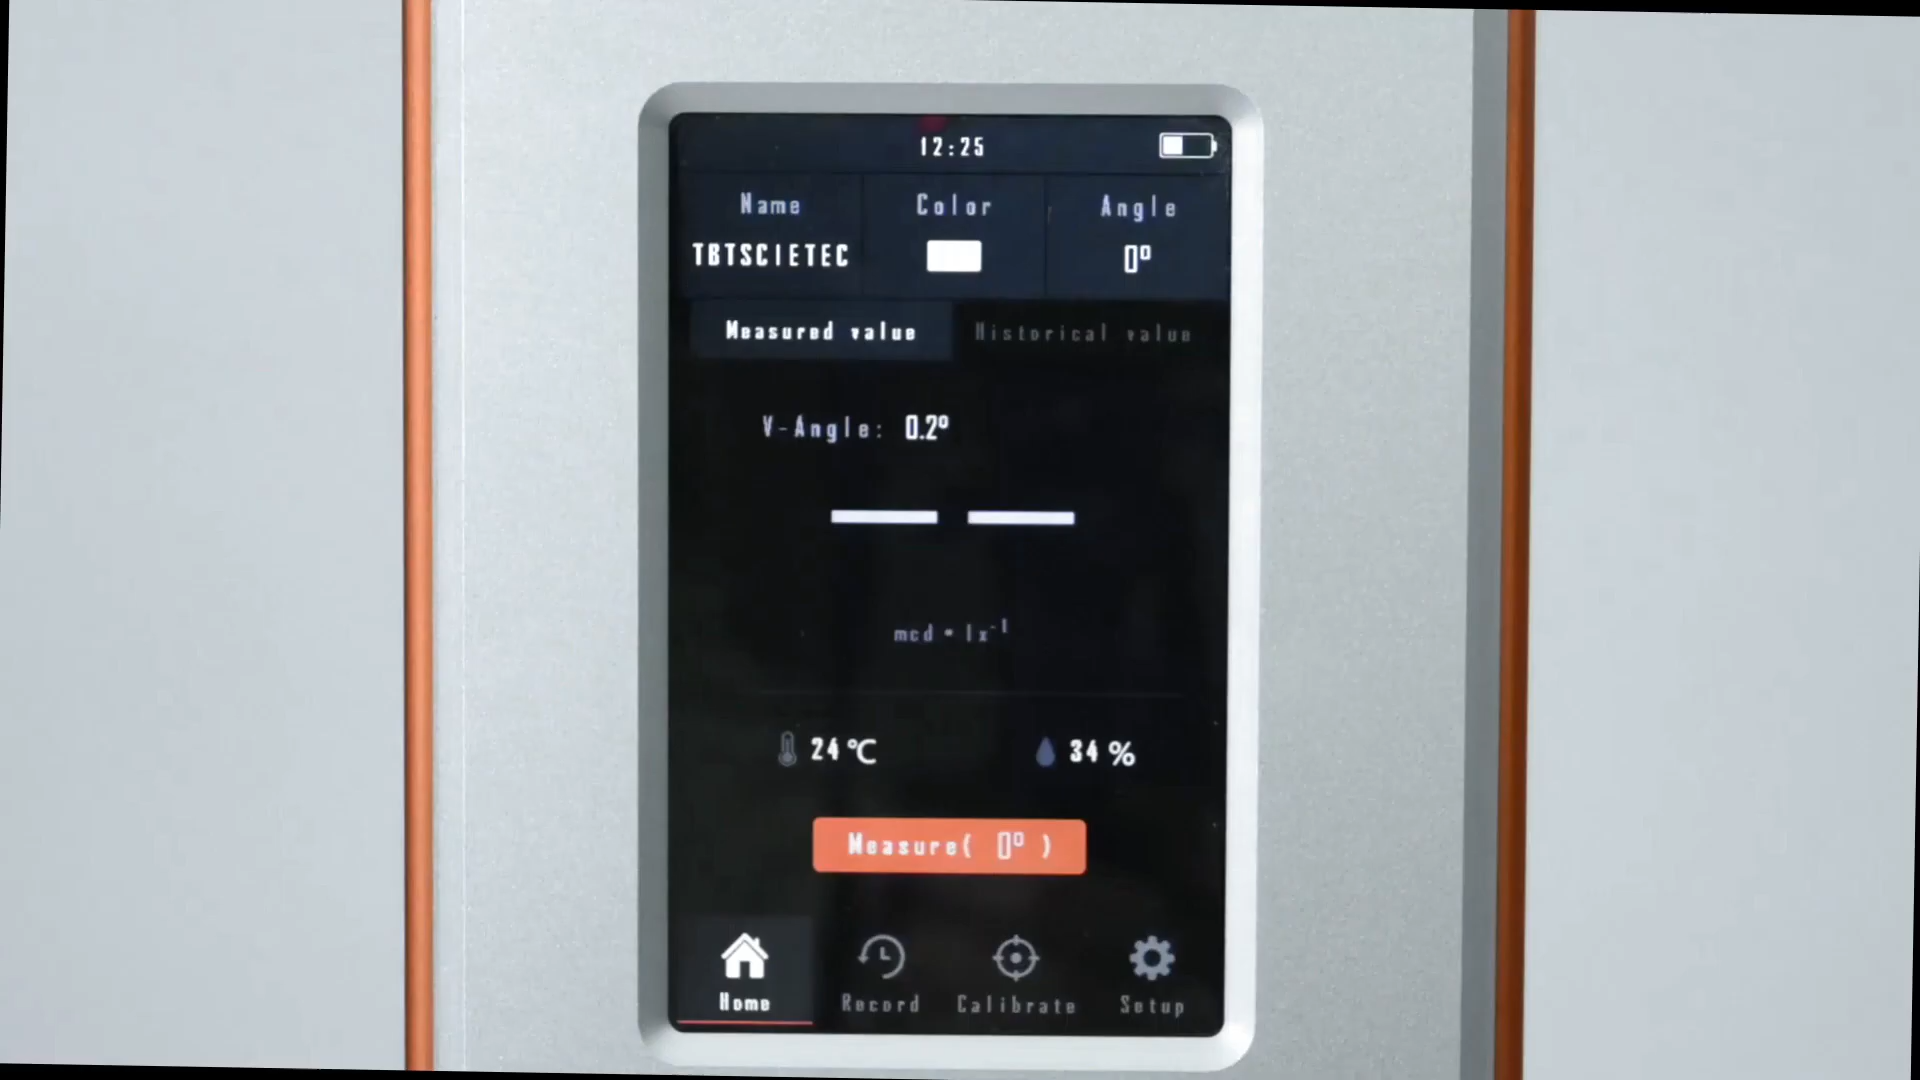 12:25
Name Color Angle
TBTSCIETEC 0°
Measured value Historical value
V-Angle: 0.2°
— —
mcd • lx⁻¹
24 ℃ 34 %
Measure( 0° )
Home Record Calibrate Setup